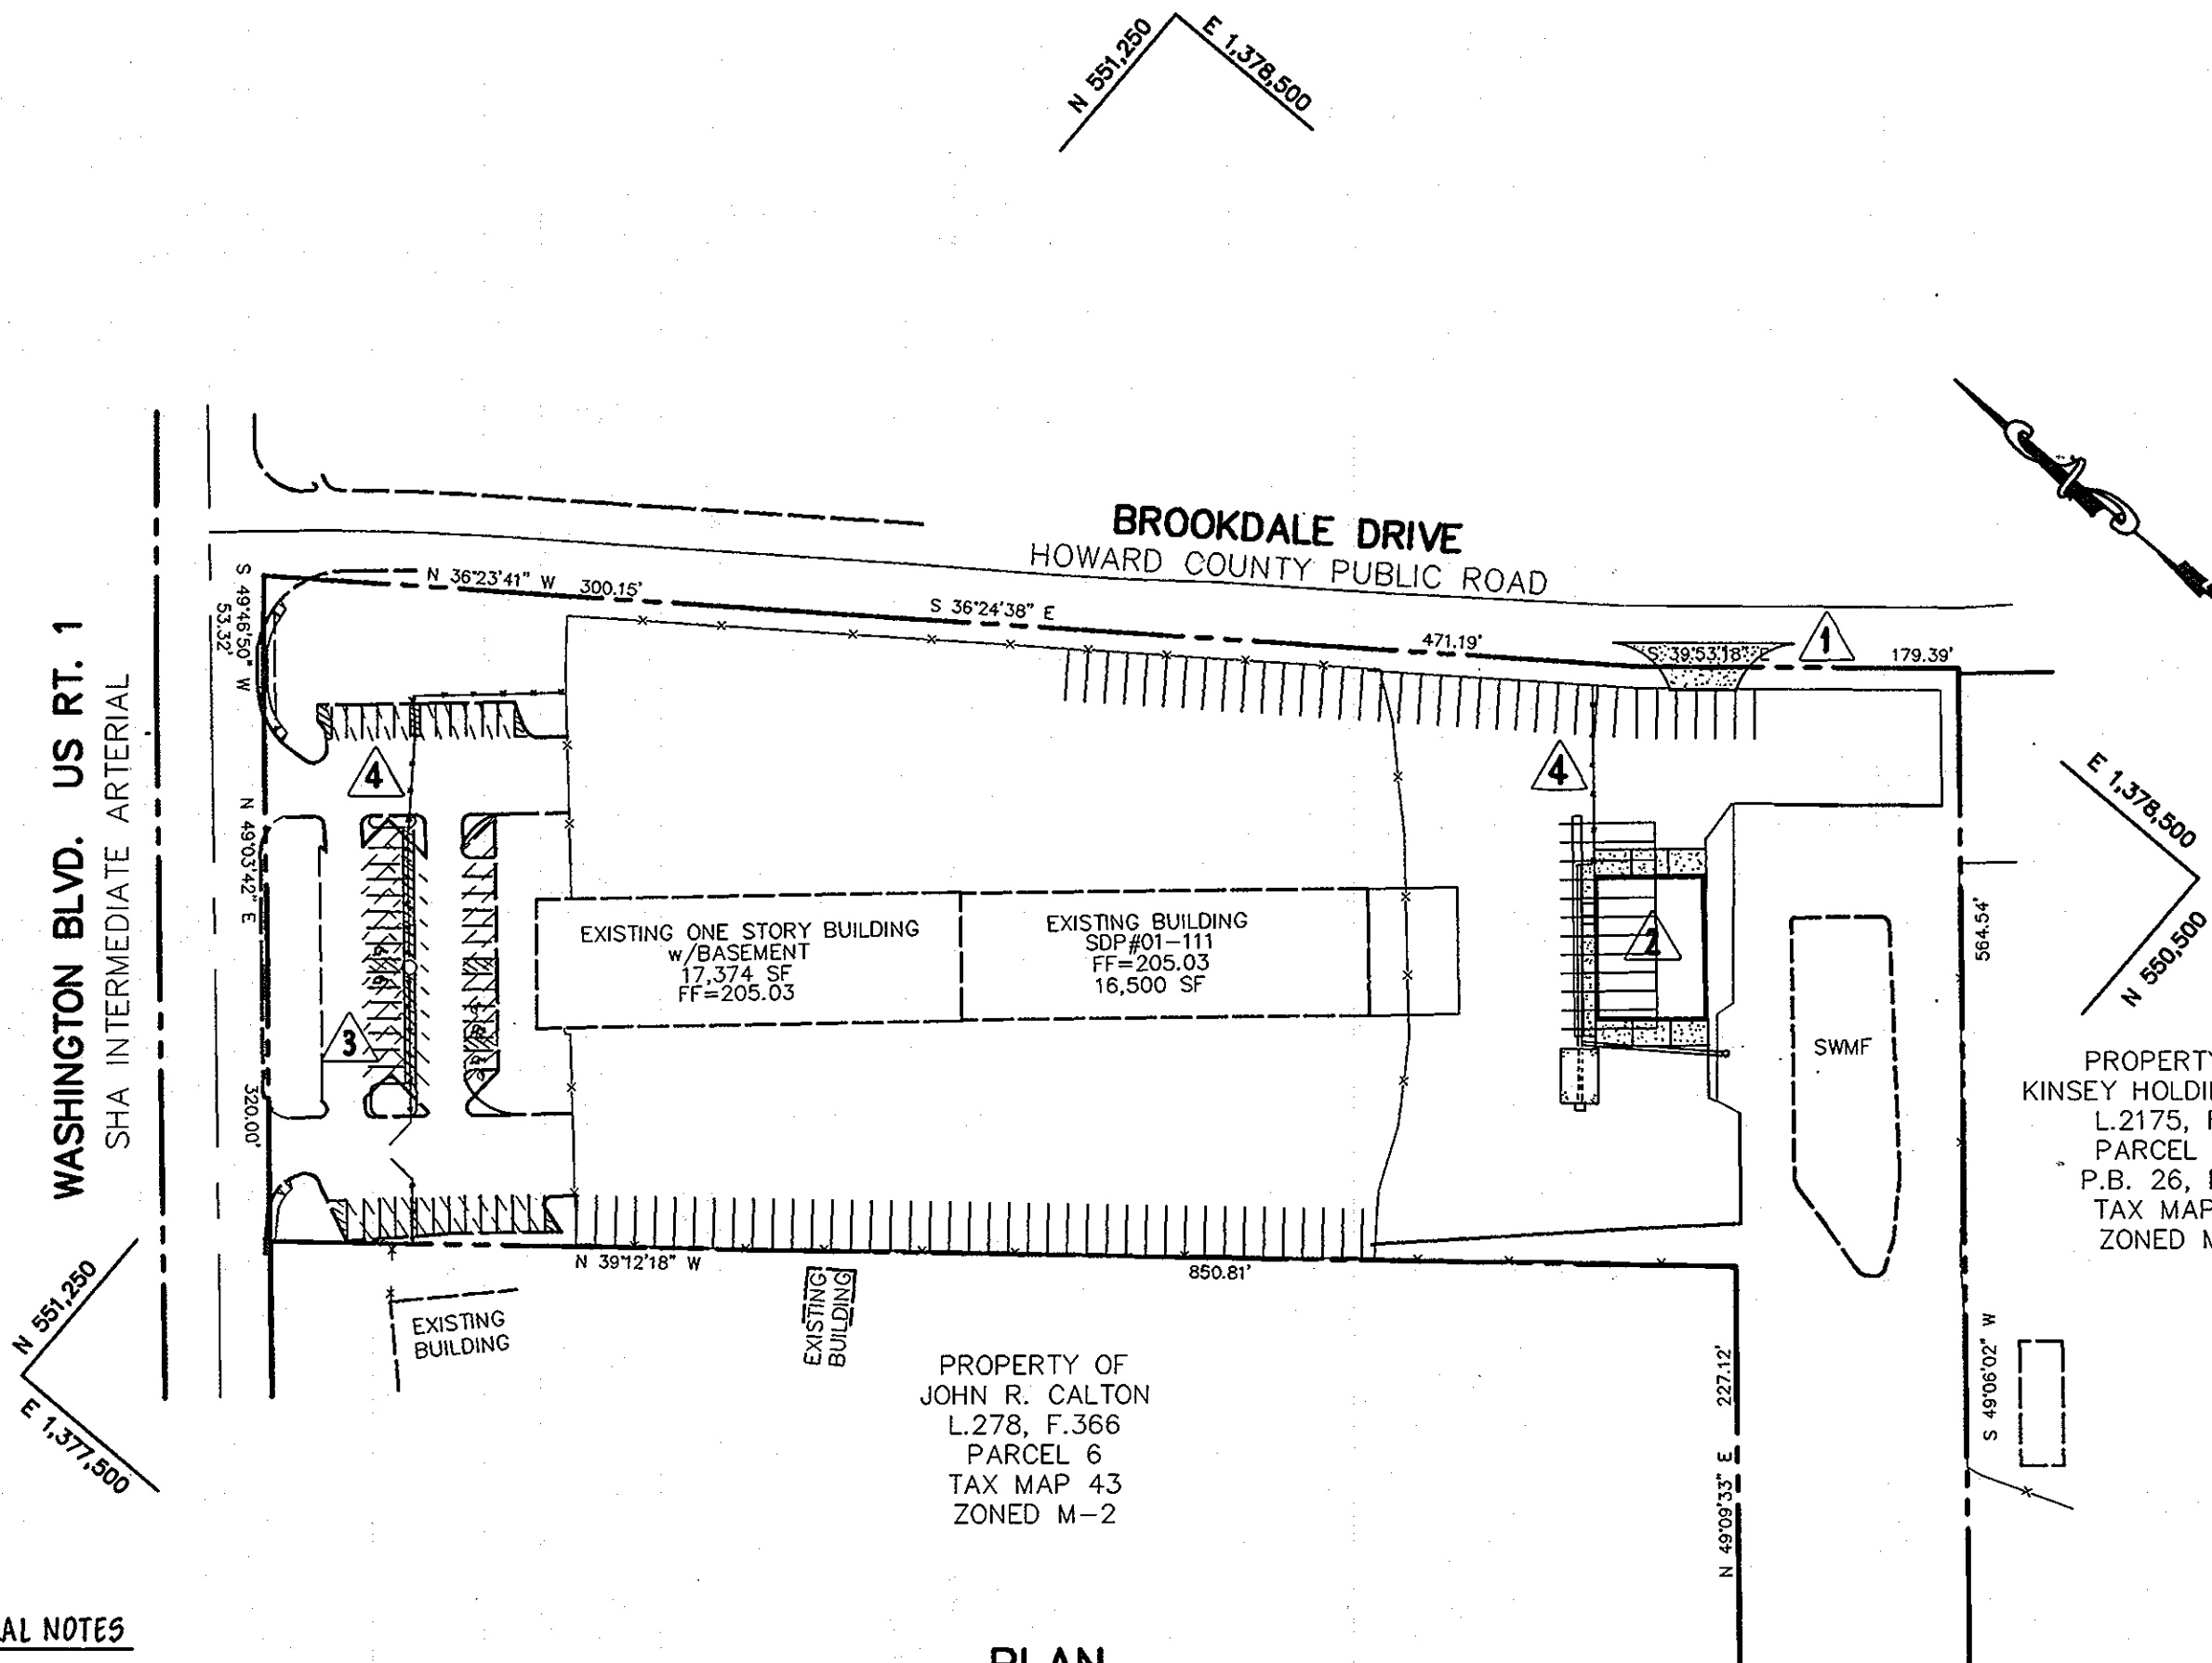 N 551,250
E 1,378,500
BROOKDALE DRIVE
HOWARD COUNTY PUBLIC ROAD
WASHINGTON BLVD. US RT. 1
SHA INTERMEDIATE ARTERIAL
S 49°46'50" W
53.32'
N 36°23'41" W 300.15'
S 36°24'38" E
471.19'
S 39°53'18" E
1
179.39'
4
4
N 49°03'42" E
320.00'
E 1,378,500
N 550,500
EXISTING ONE STORY BUILDING
w/BASEMENT
17,374 SF
FF=205.03
EXISTING BUILDING
SDP#01-111
FF=205.03
16,500 SF
2
3
564.54'
SWMF
PROPERTY
KINSEY HOLDI
L.2175,
PARCEL
P.B. 26,
TAX MAP
ZONED
N 39°12'18" W
850.81'
N 551,250
E 1,377,500
EXISTING
BUILDING
EXISTING
BUILDING
PROPERTY OF
JOHN R. CALTON
L.278, F.366
PARCEL 6
TAX MAP 43
ZONED M-2
227.12'
N 49°09'33" E
S 49°06'02" W
AL NOTES
PLAN